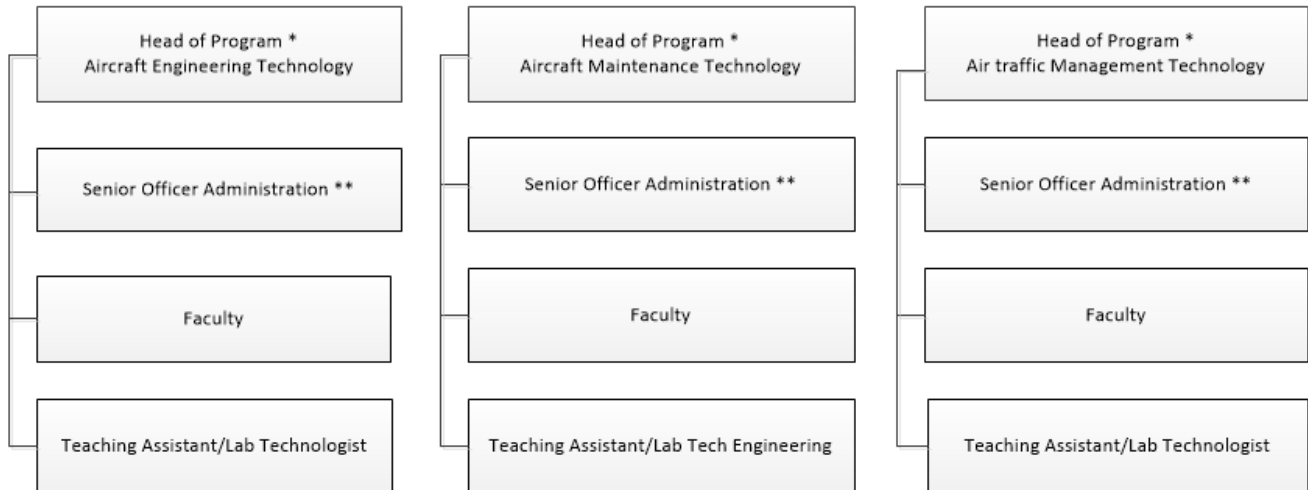 Head of Program *
Aircraft Engineering Technology
Senior Officer Administration **
Faculty
Teaching Assistant/Lab Technologist
Head of Program *
Aircraft Maintenance Technology
Senior Officer Administration **
Faculty
Teaching Assistant/Lab Tech Engineering
Head of Program *
Air traffic Management Technology
Senior Officer Administration **
Faculty
Teaching Assistant/Lab Technologist